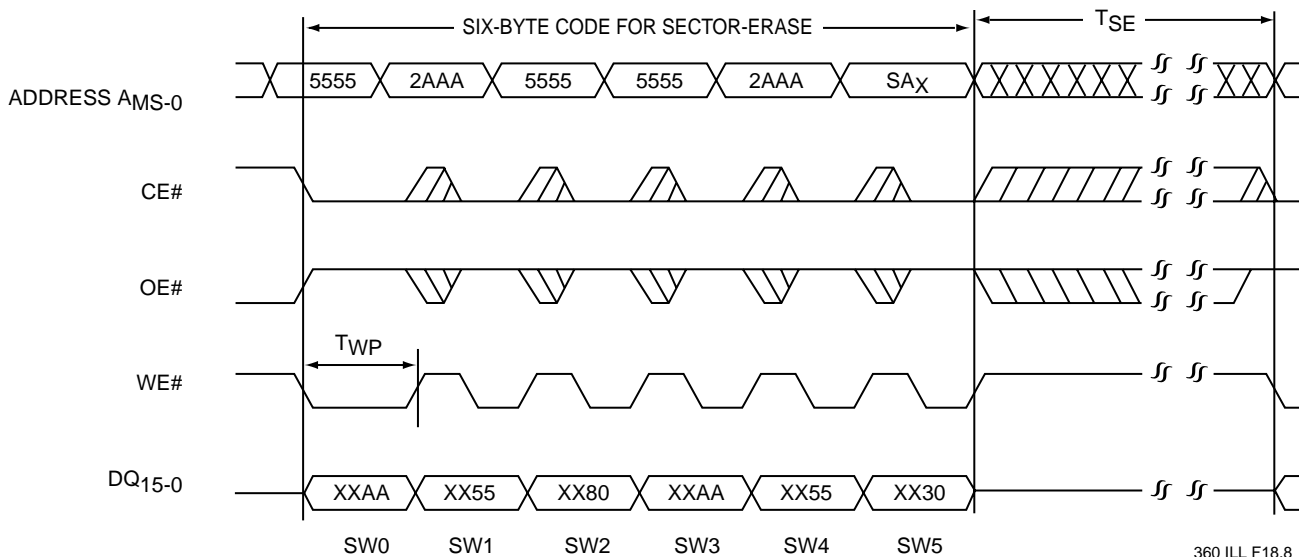 SIX-BYTE CODE FOR SECTOR-ERASE TSE
ADDRESS AMS-0 5555 2AAA 5555 5555 2AAA SAX
CE#
OE#
TWP
WE#
DQ15-0 XXAA XX55 XX80 XXAA XX55 XX30
SW0 SW1 SW2 SW3 SW4 SW5
360 ILL F18.8